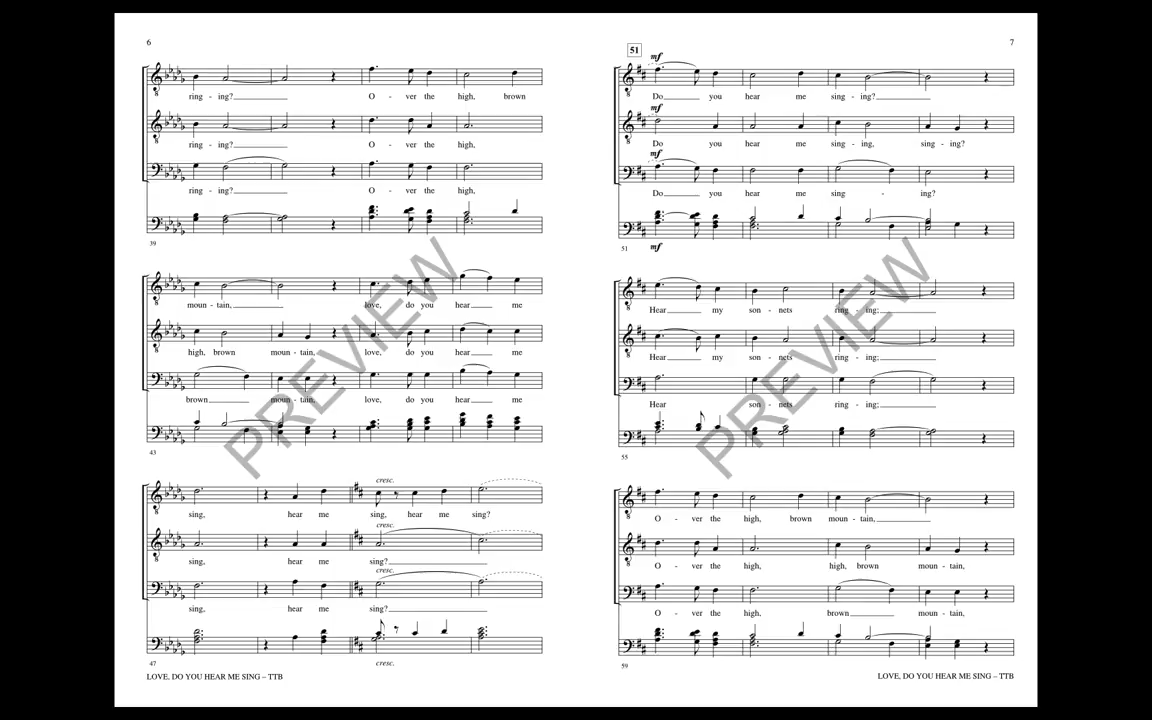 6
ring - ing?
O - ver the high, brown
ring - ing?
O - ver the high,
ring - ing?
O - ver the high,
39
moun - tain, love, do you hear me
high, brown moun - tain, love, do you hear me
brown moun - tain, love, do you hear me
43
cresc.
sing, hear me sing, hear me sing?
cresc.
sing, hear me sing?
cresc.
sing, hear me sing?
47
cresc.
LOVE, DO YOU HEAR ME SING – TTB
PREVIEW
7
51
mf
Do you hear me sing - ing?
mf
Do you hear me sing - ing, sing - ing?
mf
Do you hear me sing - ing?
51
mf
Hear my son - nets ring - ing;
Hear my son - nets ring - ing;
Hear son - nets ring - ing;
55
O - ver the high, brown moun - tain,
O - ver the high, high, brown moun - tain,
O - ver the high, brown moun - tain,
59
LOVE, DO YOU HEAR ME SING – TTB
PREVIEW